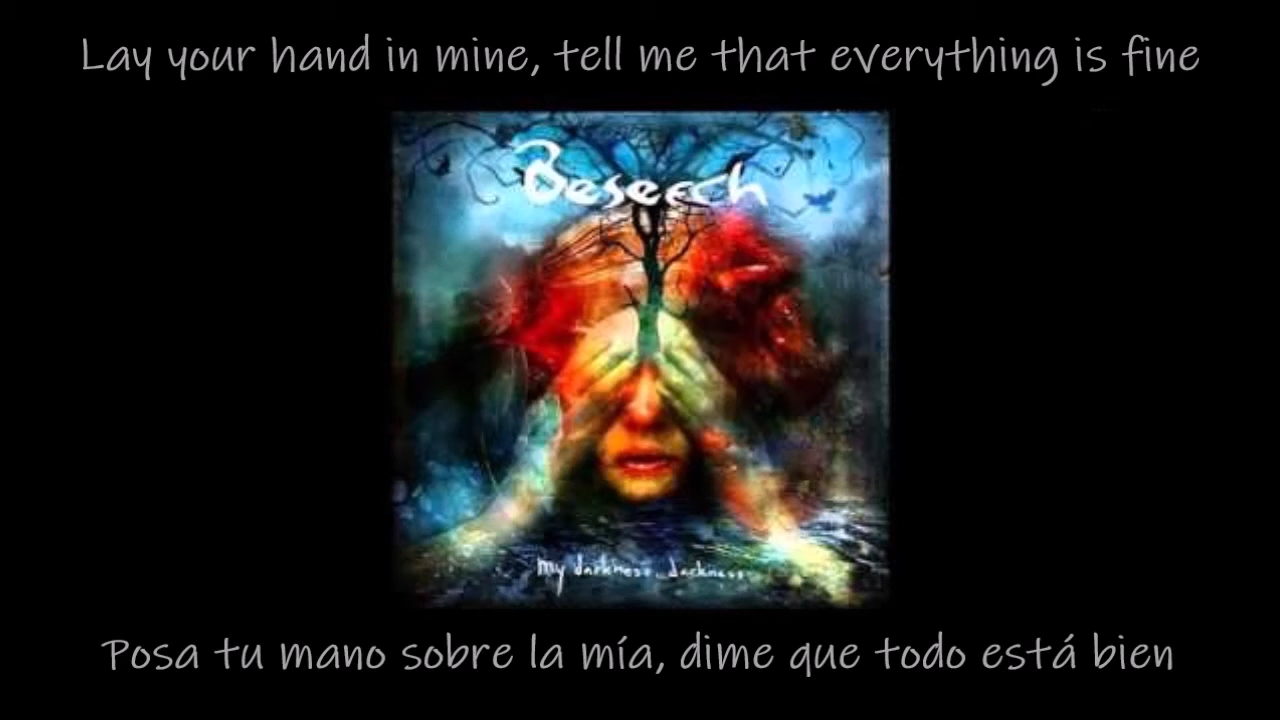 Lay your hand in mine, tell me that everything is fine
Beseech
My darkness, darkness
Posa tu mano sobre la mía, dime que todo está bien